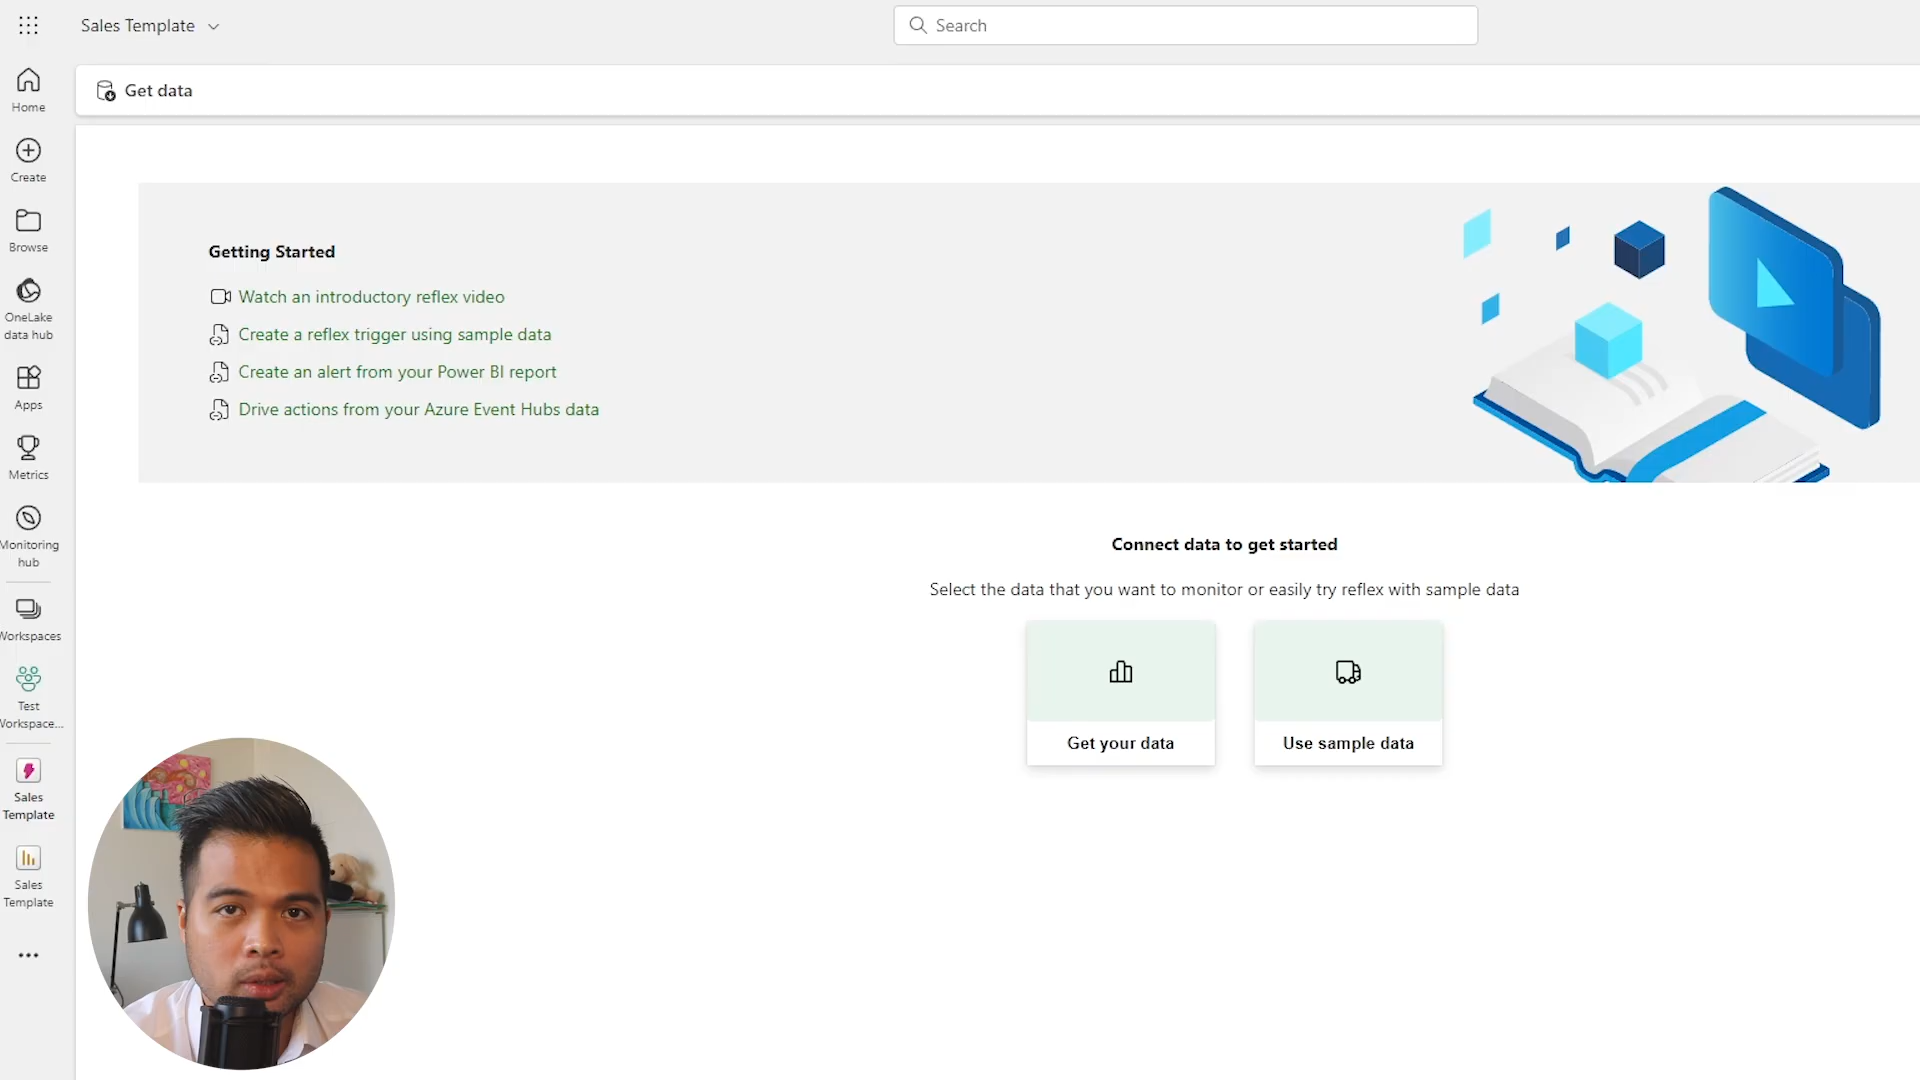 Sales Template
Search
Home
Get data
Create
Browse
OneLake
data hub
Apps
Metrics
Monitoring
hub
Workspaces
Test
Workspace...
Sales
Template
Sales
Template
Getting Started
Watch an introductory reflex video
Create a reflex trigger using sample data
Create an alert from your Power BI report
Drive actions from your Azure Event Hubs data
Connect data to get started
Select the data that you want to monitor or easily try reflex with sample data
Get your data
Use sample data